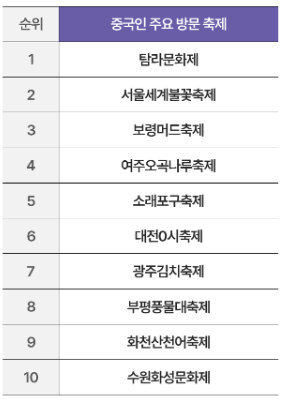 순위 중국인 주요 방문 축제
1 탐라문화제
2 서울세계불꽃축제
3 보령머드축제
4 여주오곡나루축제
5 소래포구축제
6 대전0시축제
7 광주김치축제
8 부평풍물대축제
9 화천산천어축제
10 수원화성문화제